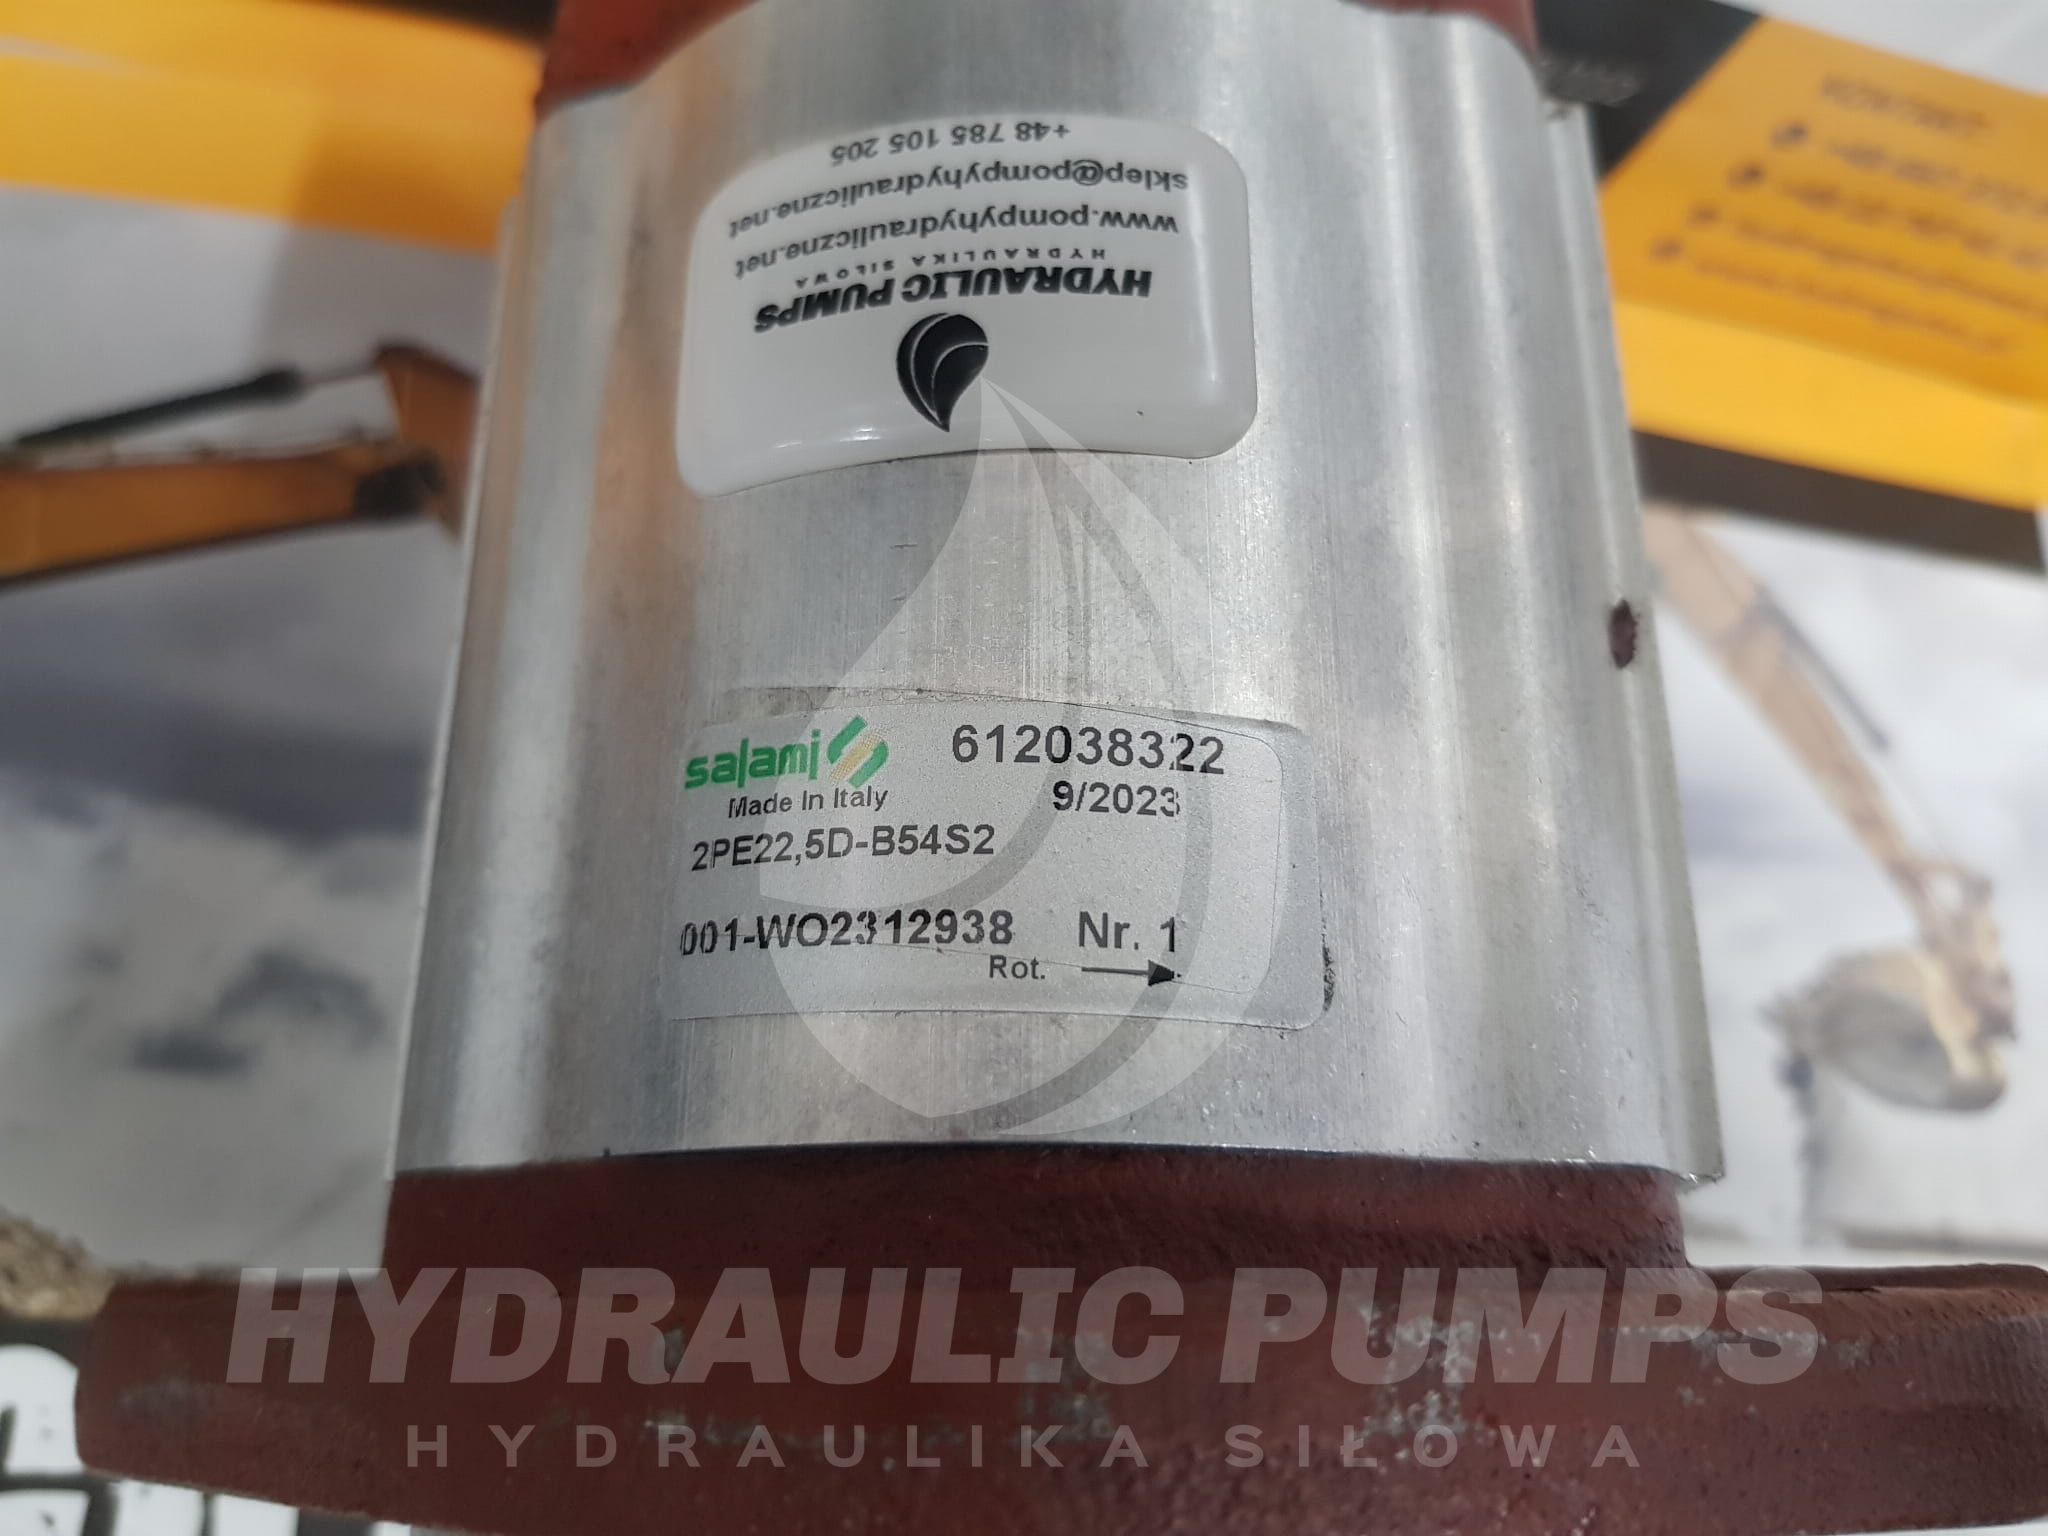 +48 785 105 205
sklep@pompyhydrauliczne.net
www.pompyhydrauliczne.net
HYDRAULIKA SIŁOWA
HYDRAULIC PUMPS
salami
612038322
Made In Italy
9/2023
2PE22,5D-B54S2
001-WO2312938 Nr. 1
Rot.
HYDRAULIC PUMPS
HYDRAULIKA SIŁOWA